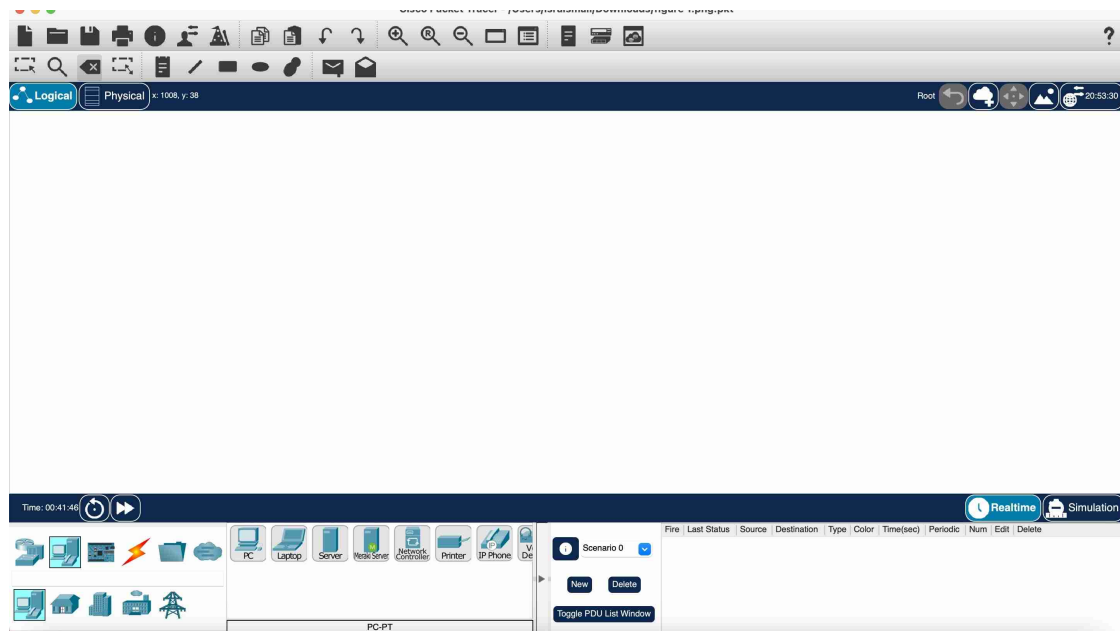 Logical
Physical
x: 1008, y: 38
Root
20:53:30
Time: 00:41:46
Realtime
Simulation
PC
Laptop
Server
Meraki Server
Network Controller
Printer
IP Phone
PC-PT
Scenario 0
New
Delete
Toggle PDU List Window
Fire Last Status Source Destination Type Color Time(sec) Periodic Num Edit Delete